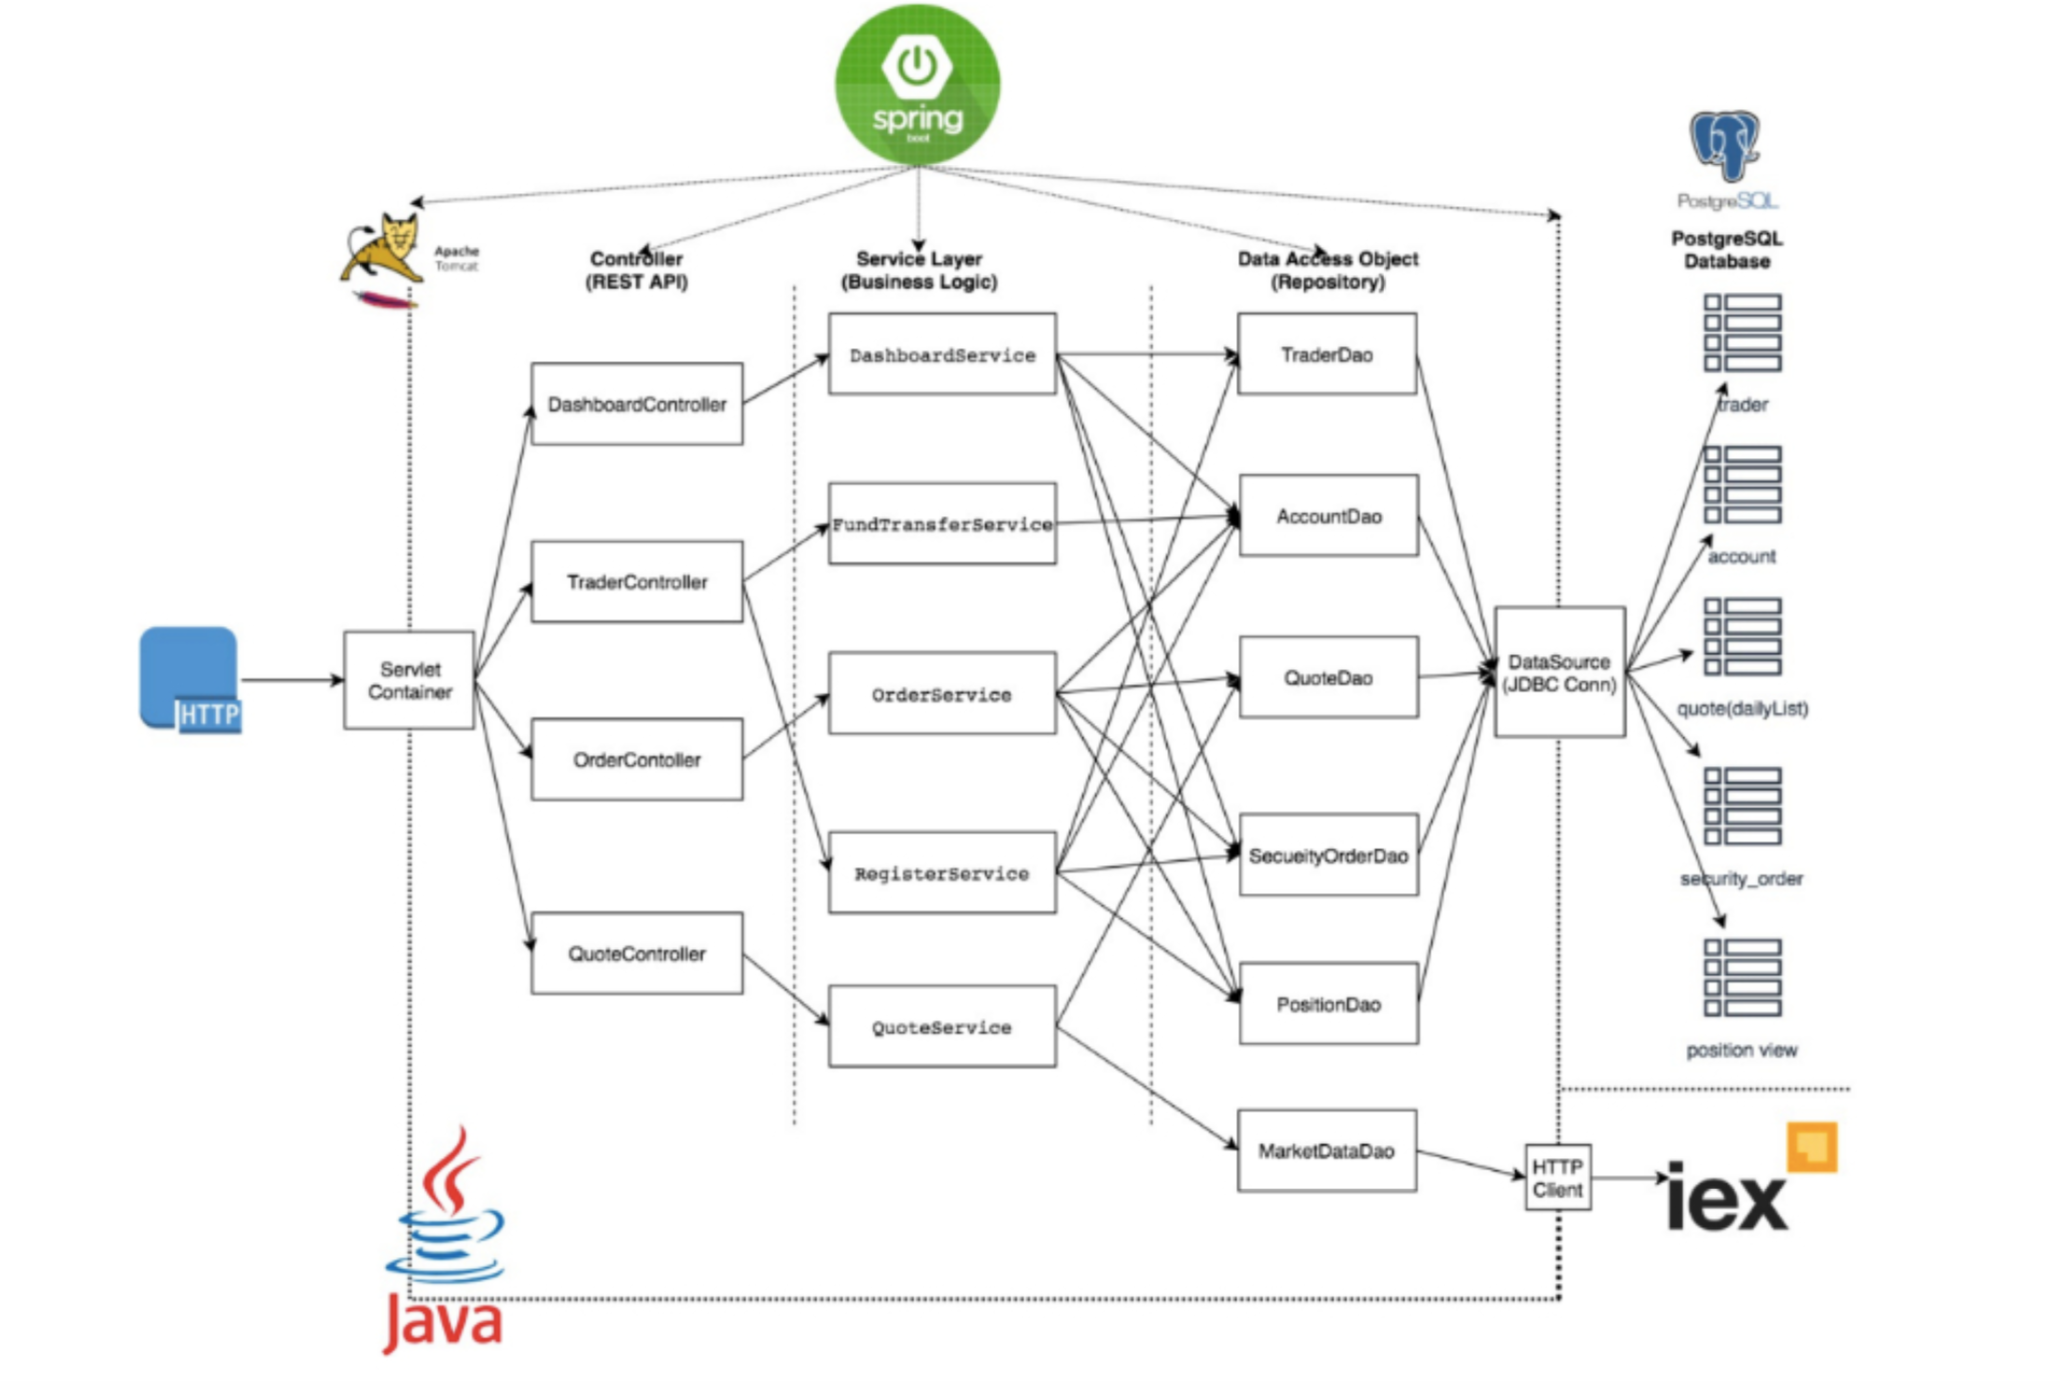 spring
boot
PostgreSQL
Apache
Tomcat
Controller
(REST API)
Service Layer
(Business Logic)
Data Access Object
(Repository)
PostgreSQL
Database
DashboardController
TraderController
OrderContoller
QuoteController
DashboardService
FundTransferService
OrderService
RegisterService
QuoteService
TraderDao
AccountDao
QuoteDao
SecueityOrderDao
PositionDao
MarketDataDao
HTTP
Servlet
Container
DataSource
(JDBC Conn)
HTTP
Client
trader
account
quote(dailyList)
security_order
position view
iex
Java